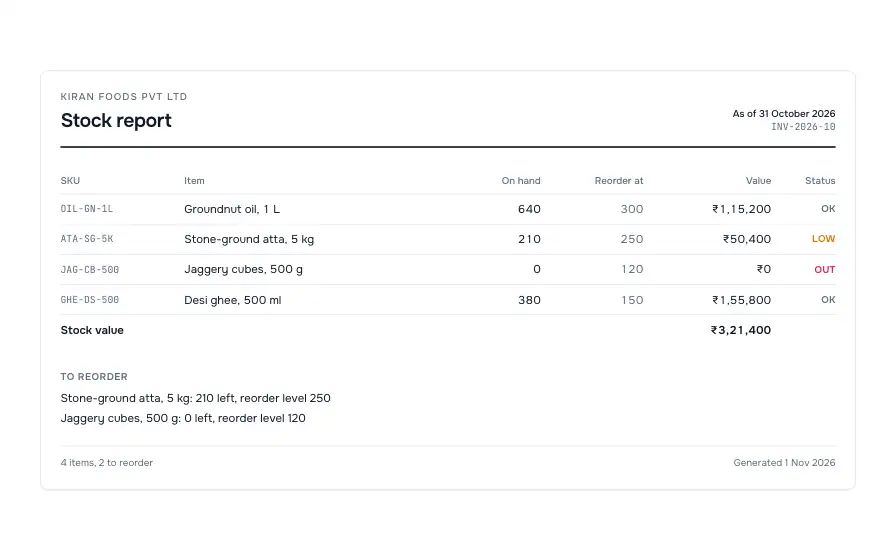 KIRAN FOODS PVT LTD
Stock report
As of 31 October 2026
INV-2026-10
SKU Item On hand Reorder at Value Status
OIL-GN-1L Groundnut oil, 1 L 640 300 ₹1,15,200 OK
ATA-SG-5K Stone-ground atta, 5 kg 210 250 ₹50,400 LOW
JAG-CB-500 Jaggery cubes, 500 g 0 120 ₹0 OUT
GHE-DS-500 Desi ghee, 500 ml 380 150 ₹1,55,800 OK
Stock value ₹3,21,400
TO REORDER
Stone-ground atta, 5 kg: 210 left, reorder level 250
Jaggery cubes, 500 g: 0 left, reorder level 120
4 items, 2 to reorder Generated 1 Nov 2026